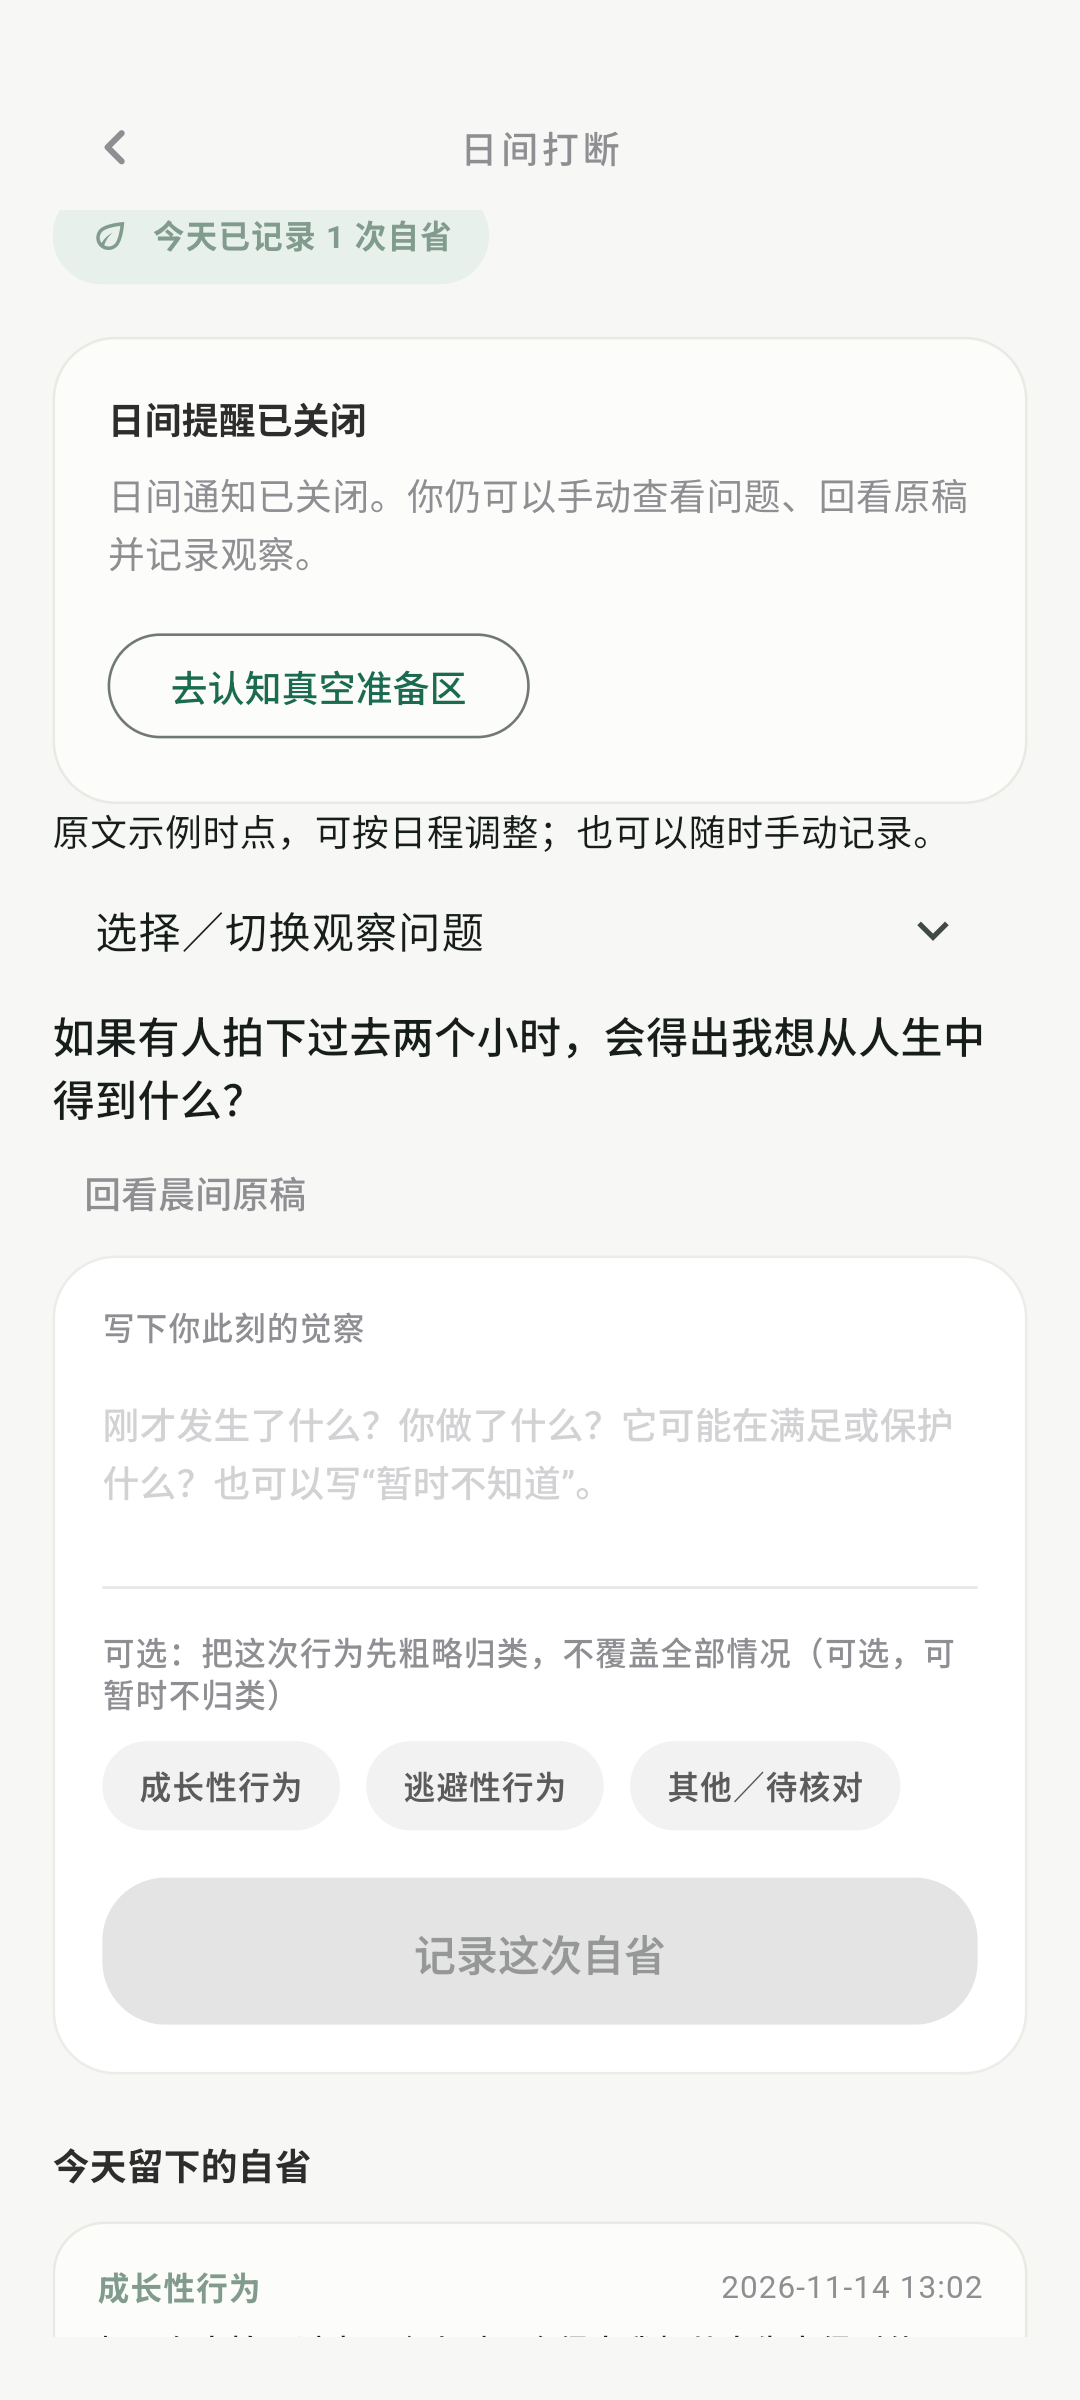 日间打断
今天已记录 1 次自省
日间提醒已关闭
日间通知已关闭。你仍可以手动查看问题、回看原稿
并记录观察。
去认知真空准备区
原文示例时点，可按日程调整；也可以随时手动记录。
选择／切换观察问题
如果有人拍下过去两个小时，会得出我想从人生中
得到什么？
回看晨间原稿
写下你此刻的觉察
刚才发生了什么？你做了什么？它可能在满足或保护
什么？也可以写“暂时不知道”。
可选：把这次行为先粗略归类，不覆盖全部情况（可选，可
暂时不归类）
成长性行为
逃避性行为
其他／待核对
记录这次自省
今天留下的自省
成长性行为
2026-11-14 13:02